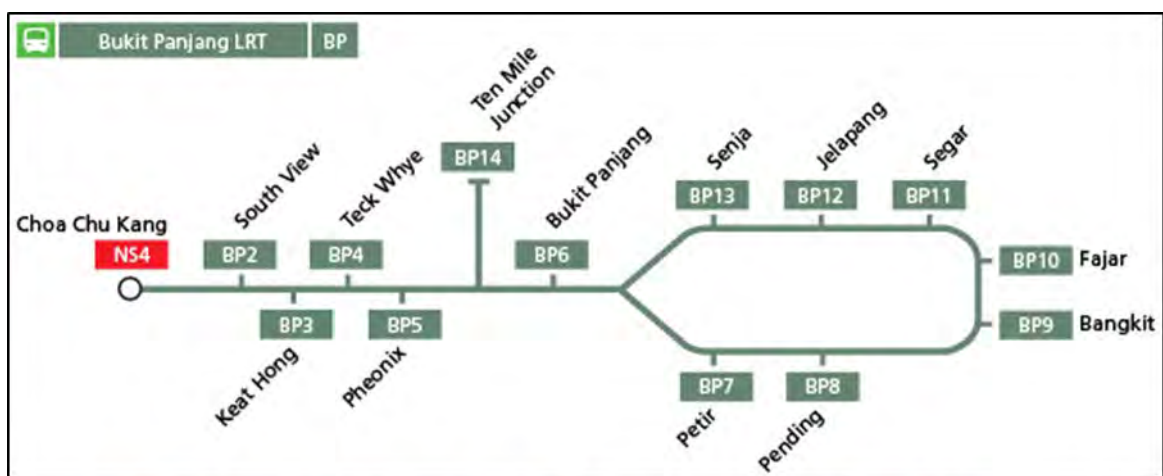 Bukit Panjang LRT BP
Ten Mile
Junction
BP14
South View
BP2
Teck Whye
BP4
Bukit Panjang
BP6
Senja
BP13
Jelapang
BP12
Segar
BP11
Choa Chu Kang
NS4
BP10 Fajar
BP3
Keat Hong
BP5
Pheonix
BP9 Bangkit
BP7
Petir
BP8
Pending